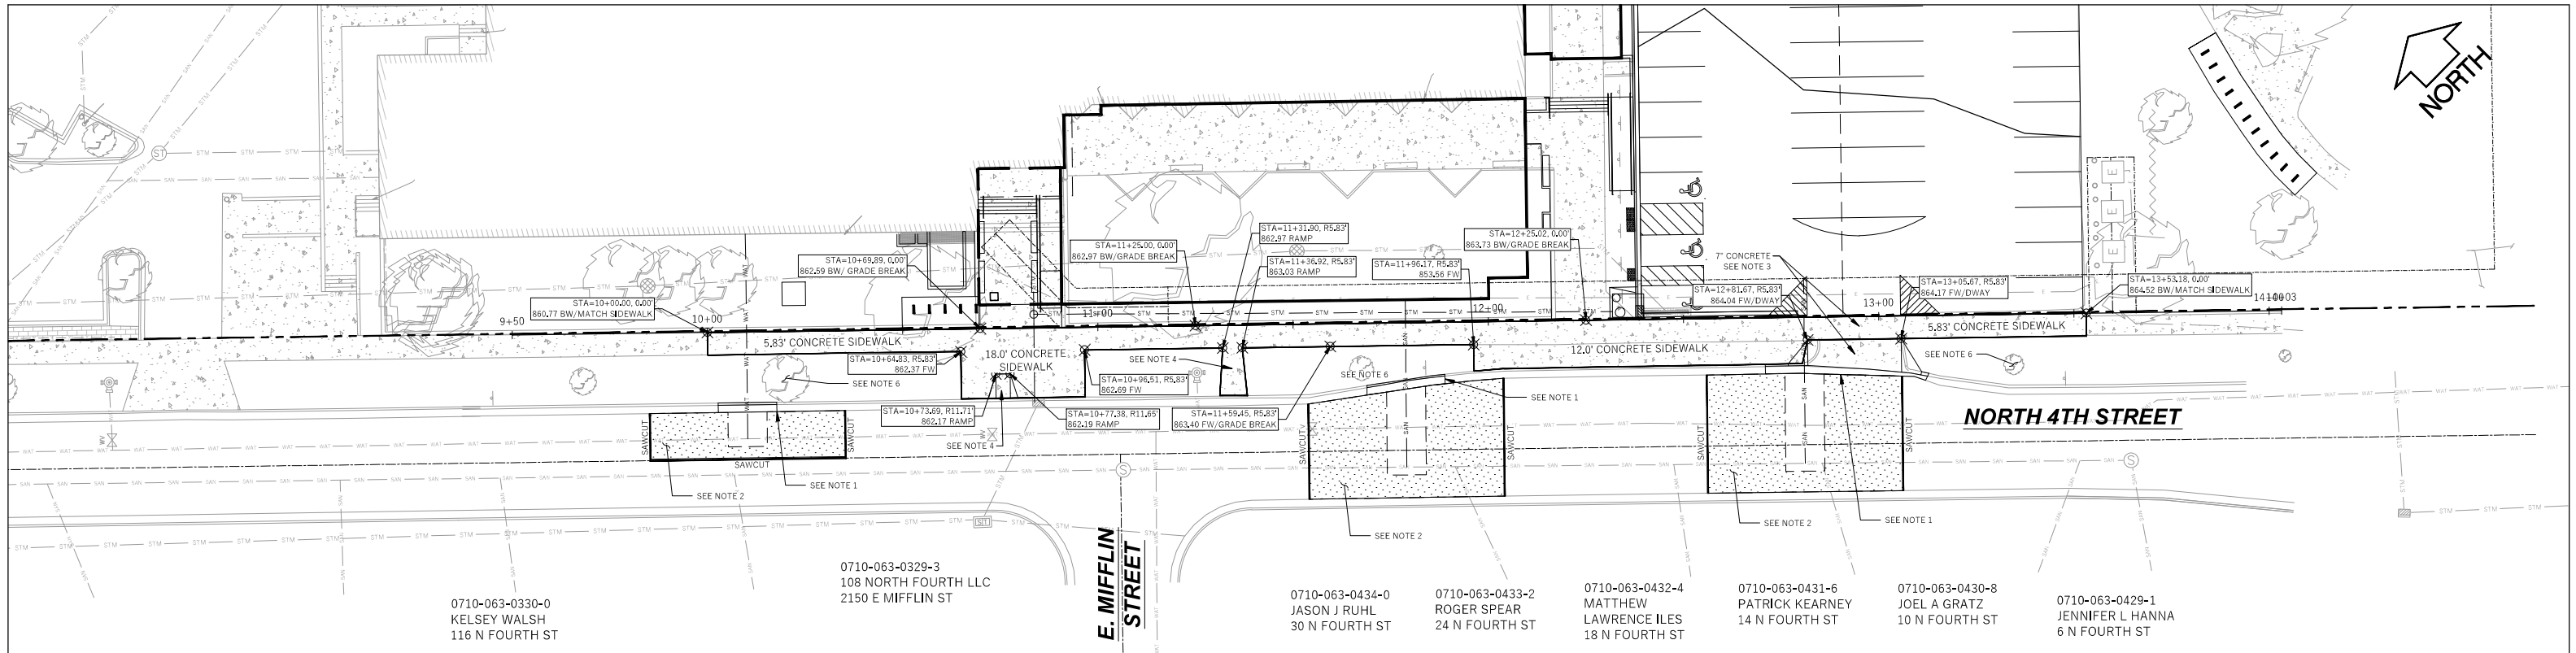 NORTH
STA=10+69.89, 0.00'
862.59 BW/ GRADE BREAK
STA=10+00.00, 0.00'
860.77 BW/MATCH SIDEWALK
STA=11+25.00, 0.00'
862.97 BW/GRADE BREAK
STA=11+31.90, R5.83'
862.97 RAMP
STA=11+36.92, R5.83'
863.03 RAMP
STA=11+96.17, R5.83'
853.56 FW
STA=12+25.02, 0.00'
863.73 BW/GRADE BREAK
7' CONCRETE
SEE NOTE 3
STA=12+81.67, R5.83'
864.04 FW/DWAY
STA=13+05.67, R5.83'
864.17 FW/DWAY
STA=13+53.18, 0.00'
864.52 BW/MATCH SIDEWALK
9+50
10+00
11+00
12+00
13+00
5.83' CONCRETE SIDEWALK
18.0' CONCRETE
SIDEWALK
12.0' CONCRETE SIDEWALK
5.83' CONCRETE SIDEWALK
STA=10+64.83, R5.83'
862.37 FW
STA=10+96.51, R5.83'
862.69 FW
SEE NOTE 4
SEE NOTE 6
SEE NOTE 6
SEE NOTE 6
STA=10+73.69, R11.71'
862.17 RAMP
SEE NOTE 4
STA=10+77.38, R11.65'
862.19 RAMP
STA=11+59.45, R5.83'
863.40 FW/GRADE BREAK
SEE NOTE 1
NORTH 4TH STREET
SAWCUT
SAWCUT
SAWCUT
SAWCUT
SAWCUT
SAWCUT
SAWCUT
SEE NOTE 2
SEE NOTE 1
SEE NOTE 2
SEE NOTE 2
SEE NOTE 1
E. MIFFLIN
STREET
0710-063-0330-0
KELSEY WALSH
116 N FOURTH ST
0710-063-0329-3
108 NORTH FOURTH LLC
2150 E MIFFLIN ST
0710-063-0434-0
JASON J RUHL
30 N FOURTH ST
0710-063-0433-2
ROGER SPEAR
24 N FOURTH ST
0710-063-0432-4
MATTHEW
LAWRENCE ILES
18 N FOURTH ST
0710-063-0431-6
PATRICK KEARNEY
14 N FOURTH ST
0710-063-0430-8
JOEL A GRATZ
10 N FOURTH ST
0710-063-0429-1
JENNIFER L HANNA
6 N FOURTH ST